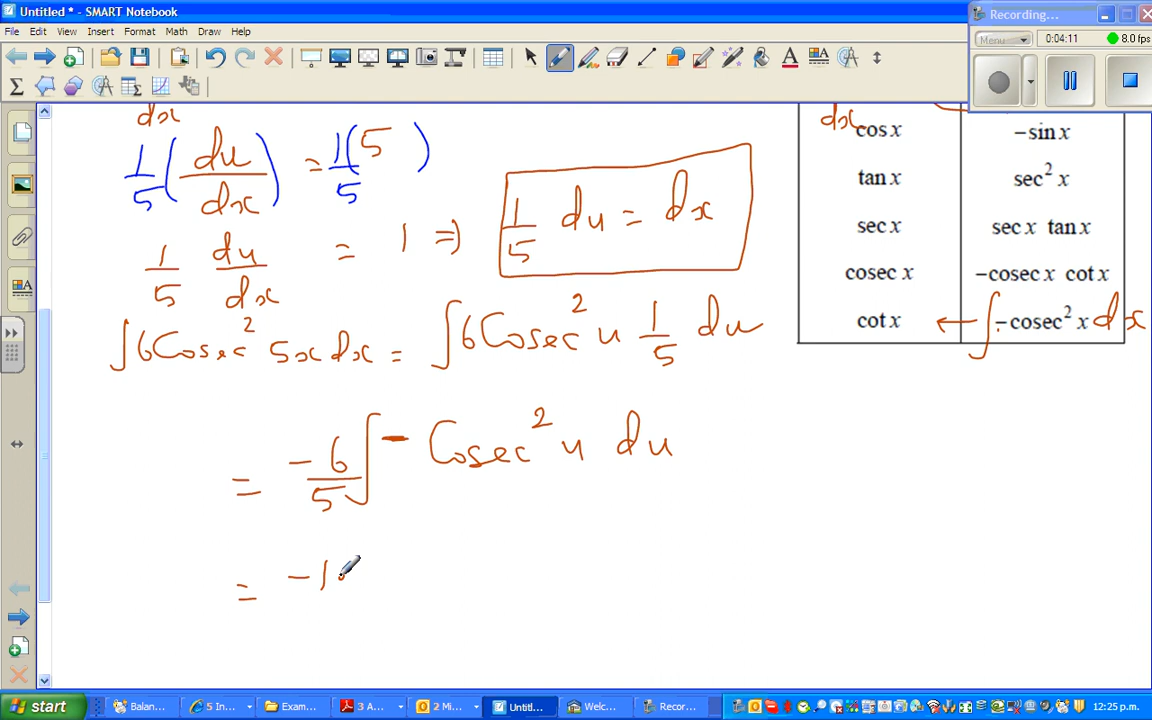 Untitled * - SMART Notebook
Recording...
File Edit View Insert Format Math Draw Help
Menu
0:04:11
8.0 fps
dx
1/5 (du/dx) = 1/5 (5)
1/5 du/dx = 1 ⇒ 1/5 du = dx
∫6Cosec² 5x dx = ∫6Cosec² u 1/5 du
= -6/5 ∫- Cosec² u du
= -1.
dx
cos x -sin x
tan x sec² x
sec x sec x tan x
cosec x -cosec x cot x
cot x ← ∫-cosec² x dx
start
Balan...
5 In...
Exam...
3 A...
2 Mi...
Untitl...
Welc...
Recor...
12:25 p.m.